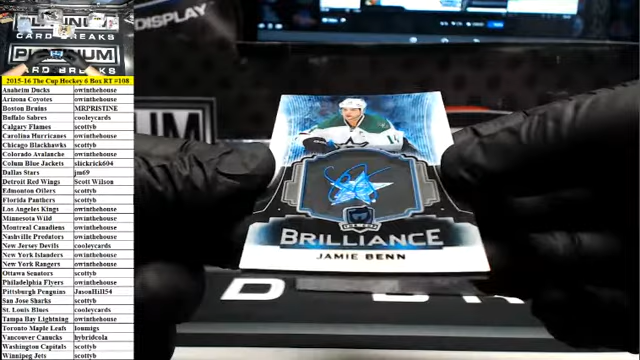 DISPLAY
PLATINUM
CARD BREAKS
PLATINUM
CARD BREAKS
2015-16 The Cup Hockey 6 Box RT #108
Anaheim Ducks owinthehouse
Arizona Coyotes owinthehouse
Boston Bruins MRPRISTINE
Buffalo Sabres cooleycards
Calgary Flames scottyb
Carolina Hurricanes owinthehouse
Chicago Blackhawks scottyb
Colorado Avalanche owinthehouse
Colum Blue Jackets slickrick604
Dallas Stars jm69
Detroit Red Wings Scott Wilson
Edmonton Oilers scottyb
Florida Panthers scottyb
Los Angeles Kings owinthehouse
Minnesota Wild owinthehouse
Montreal Canadiens owinthehouse
Nashville Predators owinthehouse
New Jersey Devils cooleycards
New York Islanders owinthehouse
New York Rangers owinthehouse
Ottawa Senators scottyb
Philadelphia Flyers owinthehouse
Pittsburgh Penguins JasonHill54
San Jose Sharks scottyb
St. Louis Blues cooleycards
Tampa Bay Lightning owinthehouse
Toronto Maple Leafs loumigs
Vancouver Canucks hybridcola
Washington Capitals scottyb
Winnipeg Jets scottyb
THE CUP
BRILLIANCE
JAMIE BENN